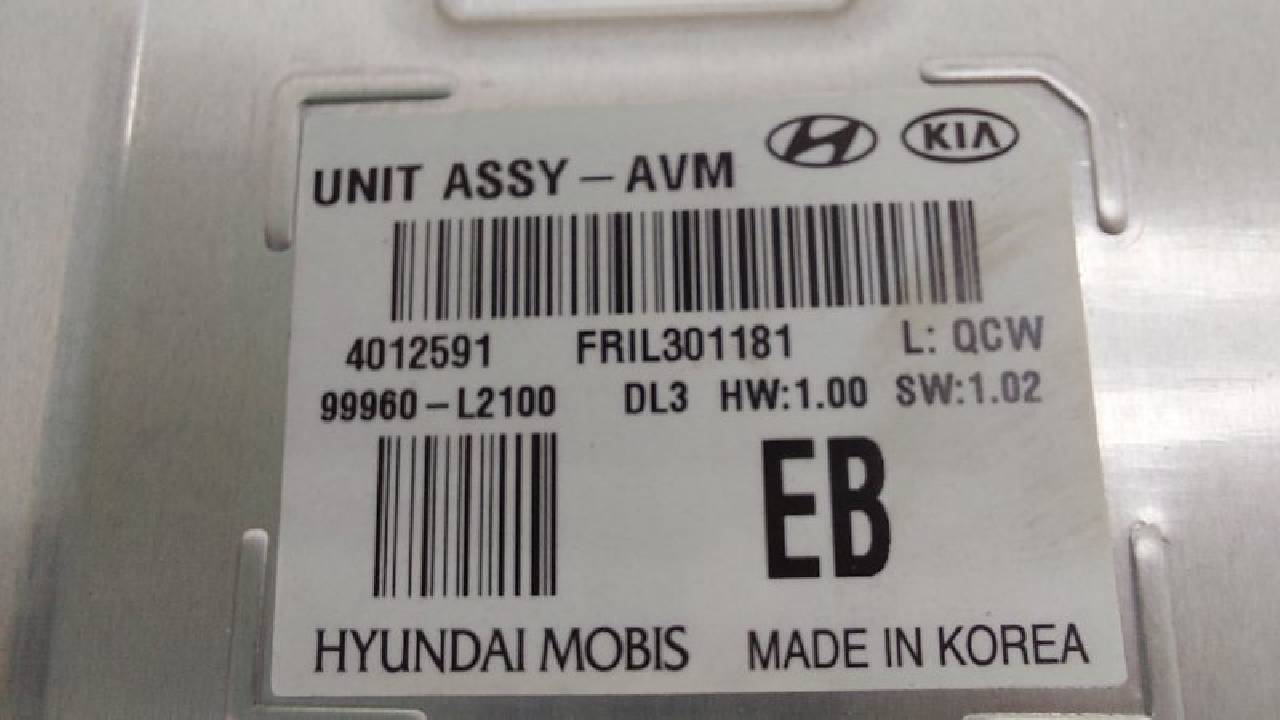 UNIT ASSY-AVM KIA
4012591 FRIL301181 L: QCW
99960-L2100 DL3 HW:1.00 SW:1.02
EB
HYUNDAI MOBIS MADE IN KOREA